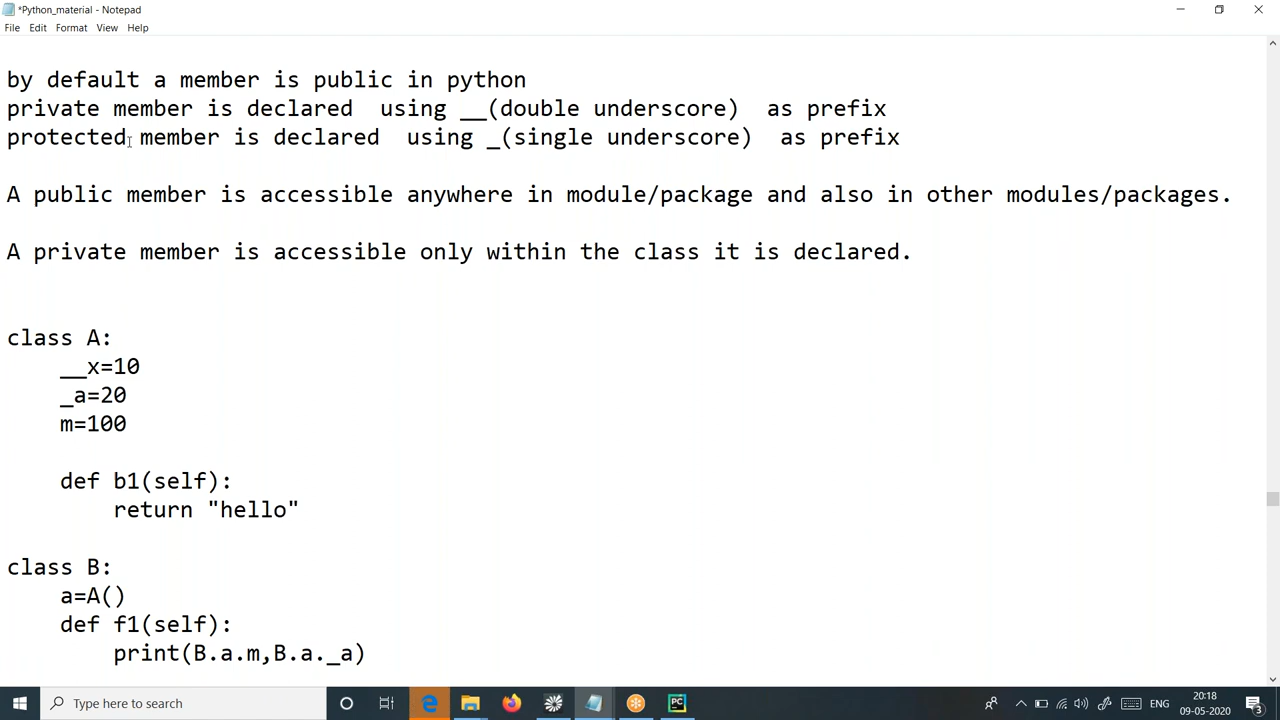 *Python_material - Notepad
File Edit Format View Help
by default a member is public in python
private member is declared  using __(double underscore)  as prefix
protected member is declared  using _(single underscore)  as prefix
A public member is accessible anywhere in module/package and also in other modules/packages.
A private member is accessible only within the class it is declared.
class A:
    __x=10
    _a=20
    m=100
    def b1(self):
        return "hello"
class B:
    a=A()
    def f1(self):
        print(B.a.m,B.a._a)
Type here to search
PC
ENG
20:18
09-05-2020
3